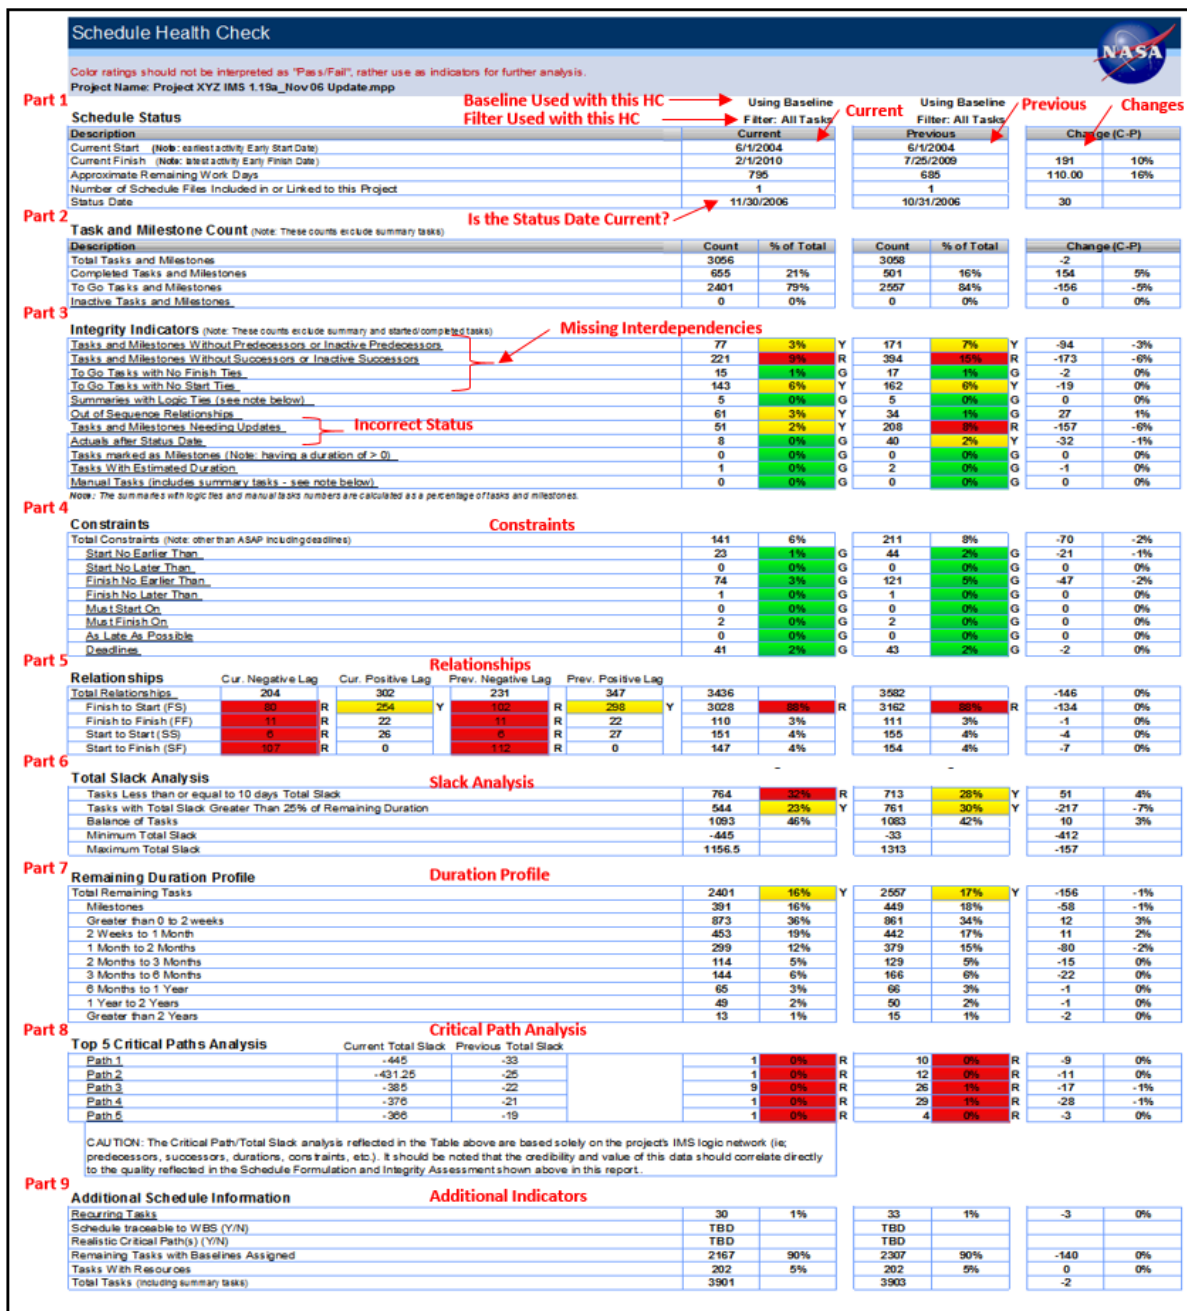 Schedule Health Check
NASA
Color ratings should not be interpreted as "Pass/Fail", rather use as indicators for further analysis.
Project Name: Project XYZ IMS 1.19a_Nov 06 Update.mpp
Part 1 Baseline Used with this HC Using Baseline Using Baseline Previous Changes
Schedule Status Filter Used with this HC Filter: All Tasks Current Filter: All Tasks
Description Current Previous Change (C-P)
Current Start (Note: earliest activity Early Start Date) 6/1/2004 6/1/2004
Current Finish (Note: latest activity Early Finish Date) 2/1/2010 7/25/2009 191 10%
Approximate Remaining Work Days 795 685 110.00 16%
Number of Schedule Files Included in or Linked to this Project 1 1
Status Date 11/30/2006 10/31/2006 30
Part 2 Is the Status Date Current?
Task and Milestone Count (Note: These counts exclude summary tasks)
Description Count % of Total Count % of Total Change (C-P)
Total Tasks and Milestones 3056 3058 -2
Completed Tasks and Milestones 655 21% 501 16% 154 5%
To Go Tasks and Milestones 2401 79% 2557 84% -156 -5%
Inactive Tasks and Milestones 0 0% 0 0% 0 0%
Part 3
Integrity Indicators (Note: These counts exclude summary and started/completed tasks) Missing Interdependencies
Tasks and Milestones Without Predecessors or Inactive Predecessors 77 3% Y 171 7% Y -94 -3%
Tasks and Milestones Without Successors or Inactive Successors 221 9% R 394 15% R -173 -6%
To Go Tasks with No Finish Ties 15 1% G 17 1% G -2 0%
To Go Tasks with No Start Ties 143 6% Y 162 6% Y -19 0%
Summaries with Logic Ties (see note below) 5 0% G 5 0% G 0 0%
Out of Sequence Relationships 61 3% Y 34 1% G 27 1%
Tasks and Milestones Needing Updates Incorrect Status 51 2% Y 208 8% R -157 -6%
Actuals after Status Date 8 0% G 40 2% Y -32 -1%
Tasks marked as Milestones (Note: having a duration of > 0) 0 0% G 0 0% G 0 0%
Tasks With Estimated Duration 1 0% G 2 0% G -1 0%
Manual Tasks (includes summary tasks - see note below) 0 0% G 0 0% G 0 0%
Note: The summaries with logic ties and manual tasks numbers are calculated as a percentage of tasks and milestones.
Part 4
Constraints Constraints
Total Constraints (Note: other than ASAP including deadlines) 141 6% 211 8% -70 -2%
Start No Earlier Than 23 1% G 44 2% G -21 -1%
Start No Later Than 0 0% G 0 0% G 0 0%
Finish No Earlier Than 74 3% G 121 5% G -47 -2%
Finish No Later Than 1 0% G 1 0% G 0 0%
Must Start On 0 0% G 0 0% G 0 0%
Must Finish On 2 0% G 2 0% G 0 0%
As Late As Possible 0 0% G 0 0% G 0 0%
Deadlines 41 2% G 43 2% G -2 0%
Part 5 Relationships
Relationships Cur. Negative Lag Cur. Positive Lag Prev. Negative Lag Prev. Positive Lag
Total Relationships 204 302 231 347 3436 3582 -146 0%
Finish to Start (FS) 80 R 254 Y 102 R 298 Y 3028 88% R 3162 88% R -134 0%
Finish to Finish (FF) 11 R 22 11 R 22 110 3% 111 3% -1 0%
Start to Start (SS) 6 R 26 6 R 27 151 4% 155 4% -4 0%
Start to Finish (SF) 107 R 0 112 R 0 147 4% 154 4% -7 0%
Part 6
Total Slack Analysis Slack Analysis
Tasks Less than or equal to 10 days Total Slack 764 32% R 713 28% Y 51 4%
Tasks with Total Slack Greater Than 25% of Remaining Duration 544 23% Y 761 30% Y -217 -7%
Balance of Tasks 1093 46% 1083 42% 10 3%
Minimum Total Slack -445 -33 -412
Maximum Total Slack 1156.5 1313 -157
Part 7
Remaining Duration Profile Duration Profile
Total Remaining Tasks 2401 16% Y 2557 17% Y -156 -1%
Milestones 391 16% 449 18% -58 -1%
Greater than 0 to 2 weeks 873 36% 861 34% 12 3%
2 Weeks to 1 Month 453 19% 442 17% 11 2%
1 Month to 2 Months 299 12% 379 15% -80 -2%
2 Months to 3 Months 114 5% 129 5% -15 0%
3 Months to 6 Months 144 6% 166 6% -22 0%
6 Months to 1 Year 65 3% 66 3% -1 0%
1 Year to 2 Years 49 2% 50 2% -1 0%
Greater than 2 Years 13 1% 15 1% -2 0%
Part 8 Critical Path Analysis
Top 5 Critical Paths Analysis Current Total Slack Previous Total Slack
Path 1 -445 -33 1 0% R 10 0% R -9 0%
Path 2 -431.25 -25 1 0% R 12 0% R -11 0%
Path 3 -385 -22 9 0% R 26 1% R -17 -1%
Path 4 -376 -21 1 0% R 29 1% R -28 -1%
Path 5 -366 -19 1 0% R 4 0% R -3 0%
CAUTION: The Critical Path/Total Slack analysis reflected in the Table above are based solely on the project's IMS logic network (ie;
predecessors, successors, durations, constraints, etc.). It should be noted that the credibility and value of this data should correlate directly
to the quality reflected in the Schedule Formulation and Integrity Assessment shown above in this report..
Part 9
Additional Schedule Information Additional Indicators
Recurring Tasks 30 1% 33 1% -3 0%
Schedule traceable to WBS (Y/N) TBD TBD
Realistic Critical Path(s) (Y/N) TBD TBD
Remaining Tasks with Baselines Assigned 2167 90% 2307 90% -140 0%
Tasks With Resources 202 5% 202 5% 0 0%
Total Tasks (including summary tasks) 3901 3903 -2